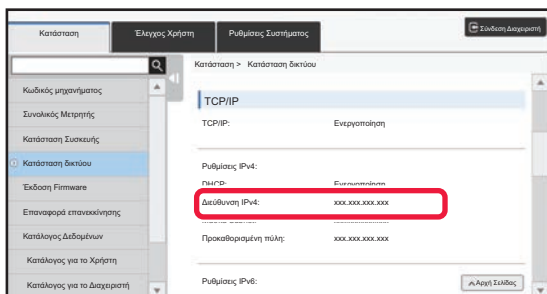 Κατάσταση
Έλεγχος Χρήστη
Ρυθμίσεις Συστήματος
Σύνδεση Διαχειριστή
Κατάσταση > Κατάσταση δικτύου
Κωδικός μηχανήματος
Συνολικός Μετρητής
Κατάσταση Συσκευής
Κατάσταση δικτύου
Έκδοση Firmware
Επαναφορά επανεκκίνησης
Κατάλογος Δεδομένων
Κατάλογος για το Χρήστη
Κατάλογος για το Διαχειριστή
TCP/IP
TCP/IP: Ενεργοποίηση
Ρυθμίσεις IPv4:
DHCP: Ενεργοποίηση
Διεύθυνση IPv4: xxx.xxx.xxx.xxx
Προκαθορισμένη πύλη: xxx.xxx.xxx.xxx
Ρυθμίσεις IPv6:
Αρχή Σελίδας